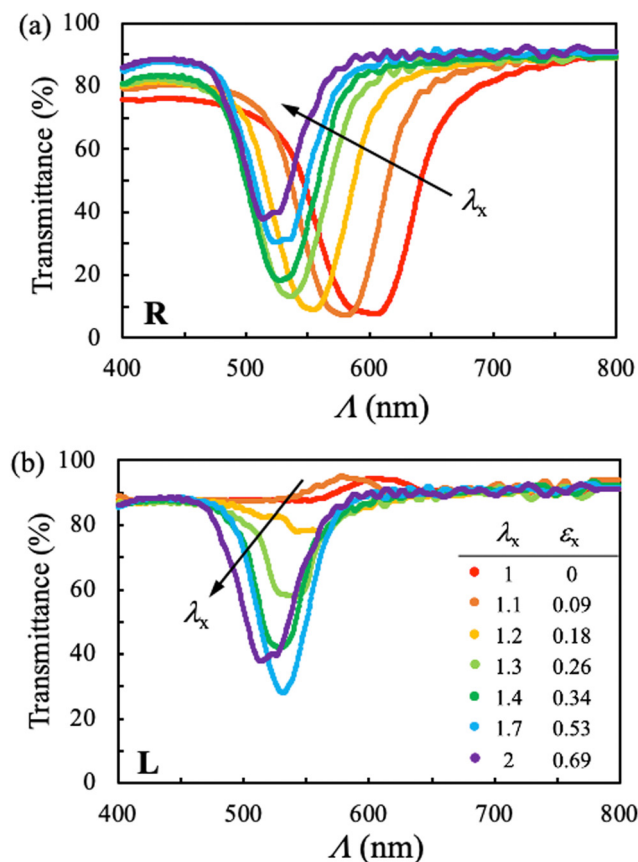 (a)
100
80
60
40
20
0
Transmittance (%)
λx
R
400 500 600 700 800
Λ (nm)
(b)
100
80
60
40
20
0
Transmittance (%)
λx
L
λx εx
1 0
1.1 0.09
1.2 0.18
1.3 0.26
1.4 0.34
1.7 0.53
2 0.69
400 500 600 700 800
Λ (nm)